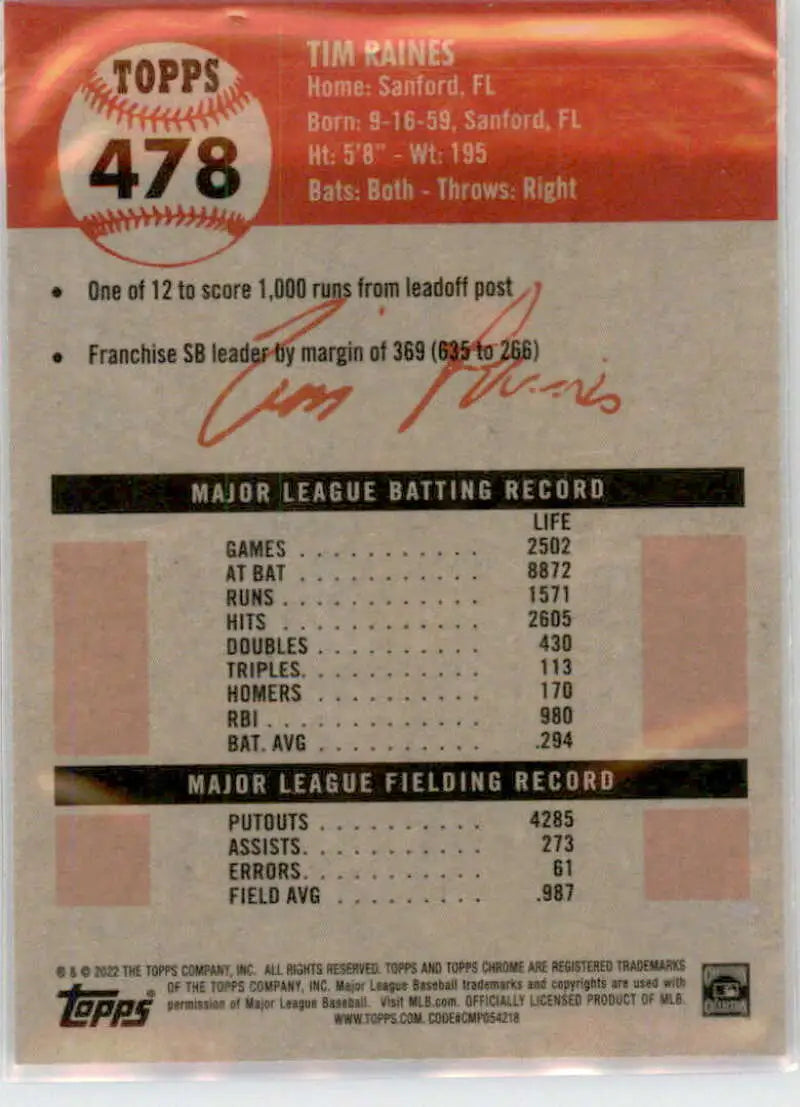 TOPPS
478
TIM RAINES
Home: Sanford, FL
Born: 9-16-59, Sanford, FL
Ht: 5'8" - Wt: 195
Bats: Both - Throws: Right
• One of 12 to score 1,000 runs from leadoff post
• Franchise SB leader by margin of 369 (635 to 266)
Tim Raines
MAJOR LEAGUE BATTING RECORD
LIFE
GAMES . . . . . . . . . . . 2502
AT BAT . . . . . . . . . . . 8872
RUNS . . . . . . . . . . . . 1571
HITS . . . . . . . . . . . . 2605
DOUBLES . . . . . . . . . . 430
TRIPLES. . . . . . . . . . . 113
HOMERS . . . . . . . . . . 170
RBI . . . . . . . . . . . . . 980
BAT. AVG . . . . . . . . . . .294
MAJOR LEAGUE FIELDING RECORD
PUTOUTS . . . . . . . . . . 4285
ASSISTS. . . . . . . . . . . 273
ERRORS. . . . . . . . . . . 61
FIELD AVG . . . . . . . . . .987
® & © 2022 THE TOPPS COMPANY, INC. ALL RIGHTS RESERVED. TOPPS AND TOPPS CHROME ARE REGISTERED TRADEMARKS
OF THE TOPPS COMPANY, INC. Major League Baseball trademarks and copyrights are used with
permission of Major League Baseball. Visit MLB.com. OFFICIALLY LICENSED PRODUCT OF MLB.
WWW.TOPPS.COM. CODE#CMP054218
topps®